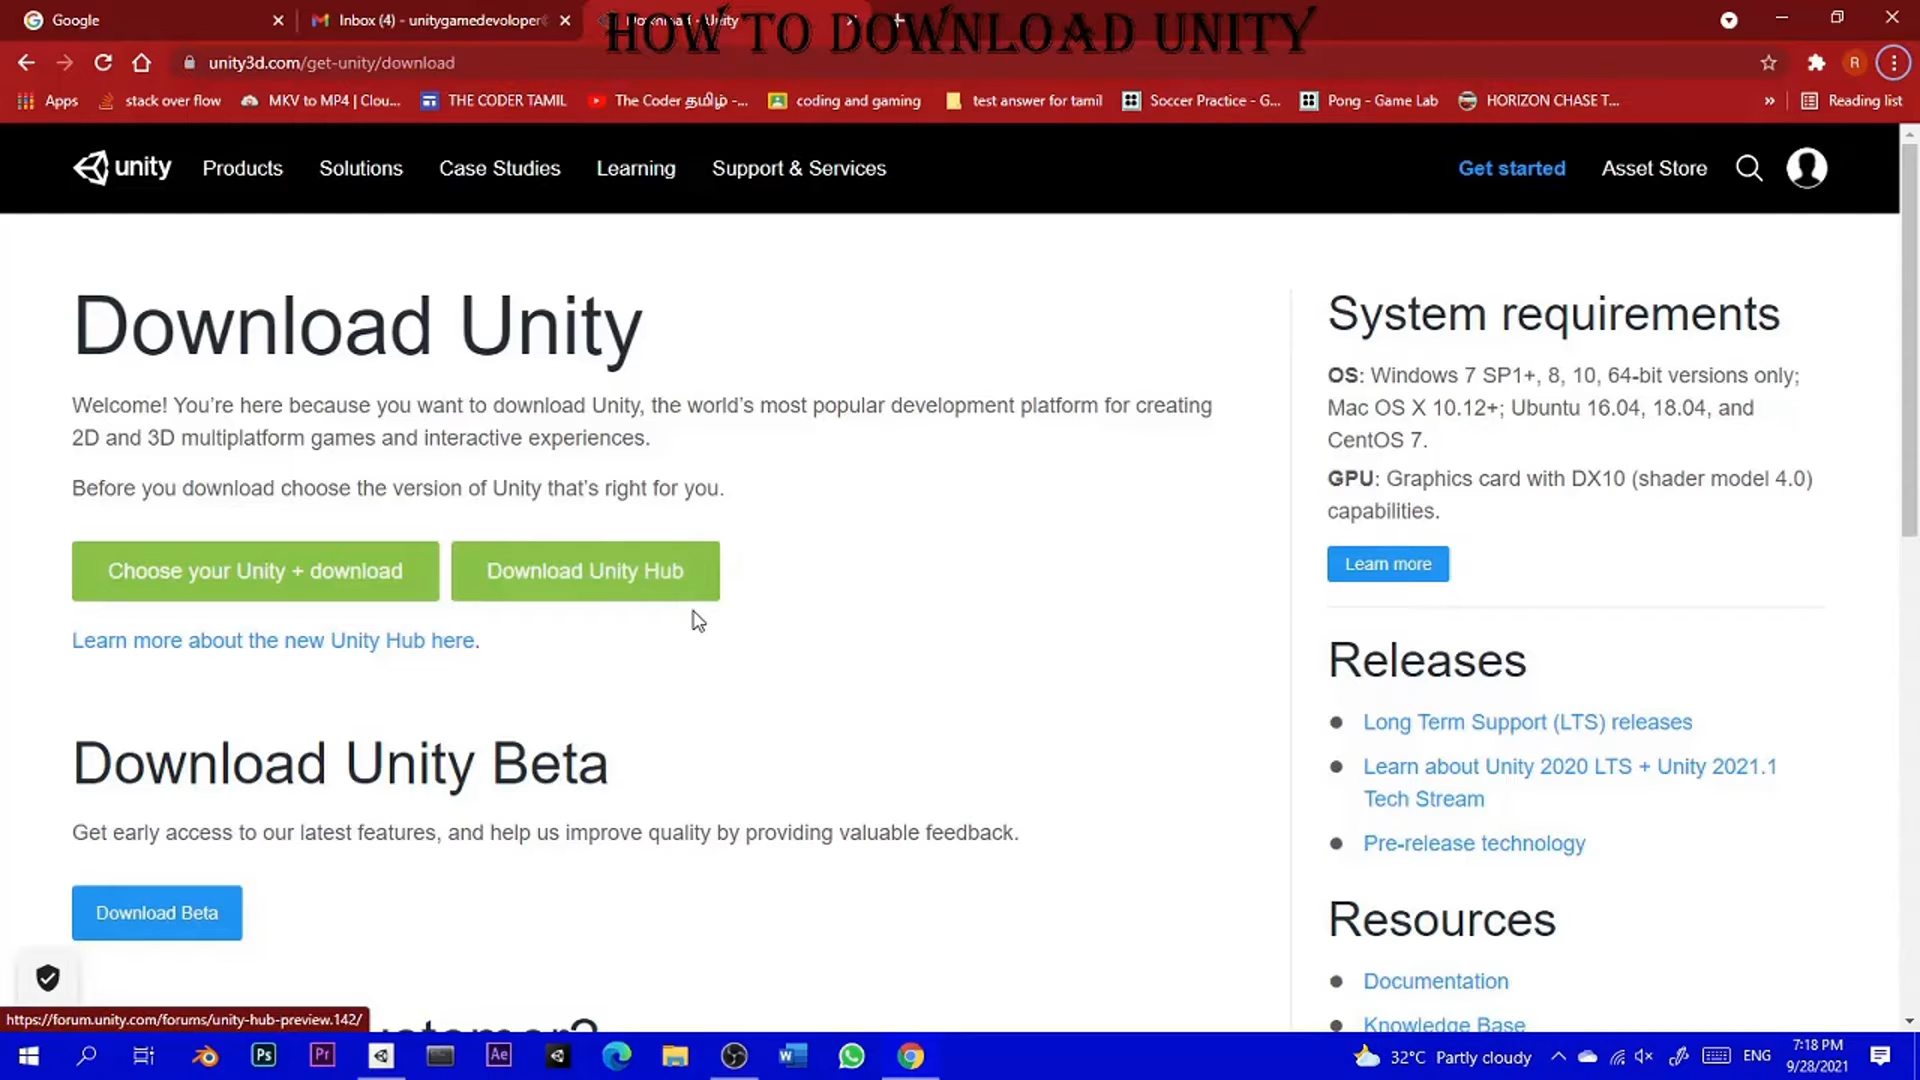 Google
Inbox (4) - unitygamedevoloper@
Download - Unity
HOW TO DOWNLOAD UNITY
unity3d.com/get-unity/download
R
Apps
stack over flow
MKV to MP4 | Clou...
THE CODER TAMIL
The Coder தமிழ் -...
coding and gaming
test answer for tamil
Soccer Practice - G...
Pong - Game Lab
HORIZON CHASE T...
»
Reading list
unity
Products
Solutions
Case Studies
Learning
Support & Services
Get started
Asset Store
Download Unity
Welcome! You're here because you want to download Unity, the world's most popular development platform for creating
2D and 3D multiplatform games and interactive experiences.
Before you download choose the version of Unity that's right for you.
Choose your Unity + download
Download Unity Hub
Learn more about the new Unity Hub here.
Download Unity Beta
Get early access to our latest features, and help us improve quality by providing valuable feedback.
Download Beta
System requirements
OS: Windows 7 SP1+, 8, 10, 64-bit versions only;
Mac OS X 10.12+; Ubuntu 16.04, 18.04, and
CentOS 7.
GPU: Graphics card with DX10 (shader model 4.0)
capabilities.
Learn more
Releases
Long Term Support (LTS) releases
Learn about Unity 2020 LTS + Unity 2021.1
Tech Stream
Pre-release technology
Resources
Documentation
Knowledge Base
https://forum.unity.com/forums/unity-hub-preview.142/
Ps
Pr
Ae
32°C Partly cloudy
ENG
7:18 PM
9/28/2021